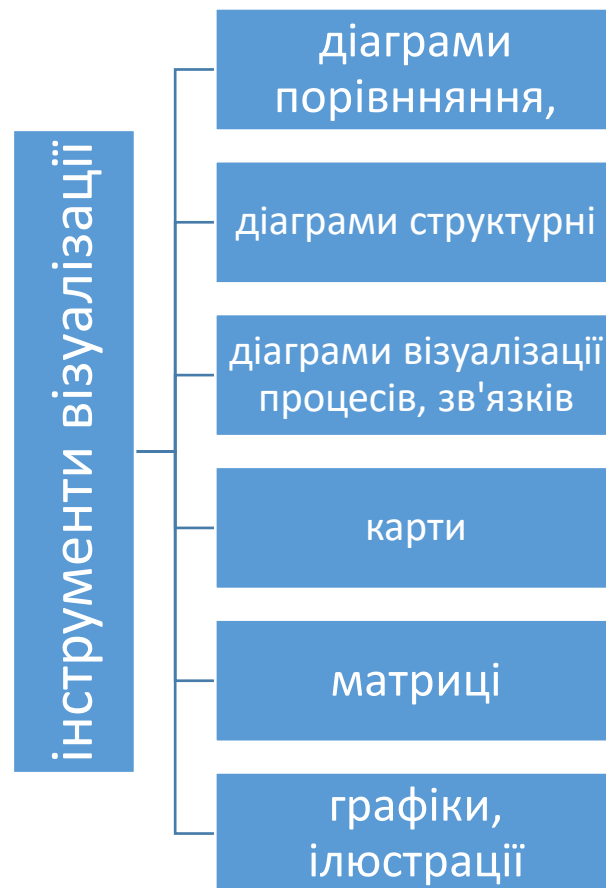 інструменти візуалізації
діаграми
порівнняння,
діаграми структурні
діаграми візуалізації
процесів, зв'язків
карти
матриці
графіки,
ілюстрації